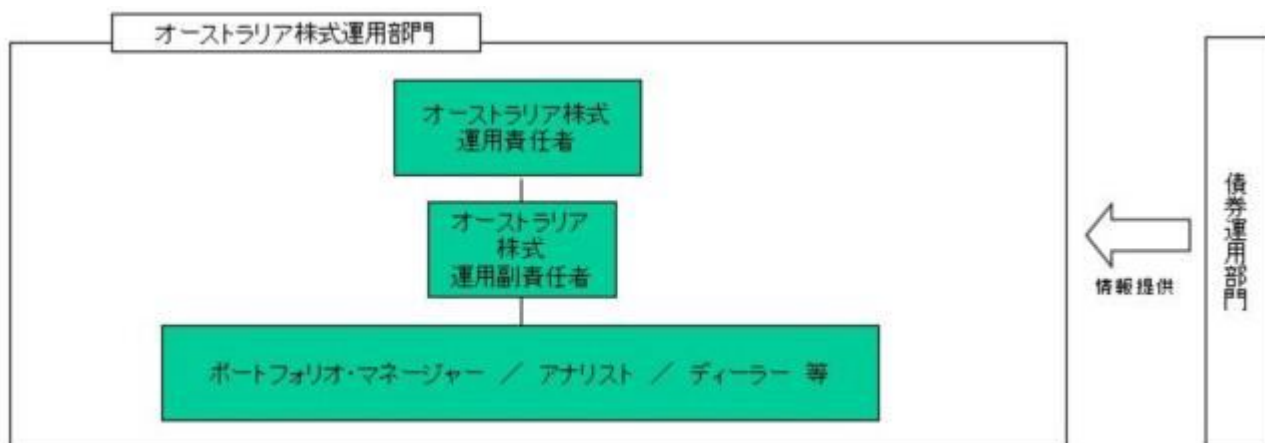 オーストラリア株式運用部門
オーストラリア株式
運用責任者
オーストラリア
株式
運用副責任者
ポートフォリオ・マネージャー ／ アナリスト ／ ディーラー 等
情報提供
債券運用部門